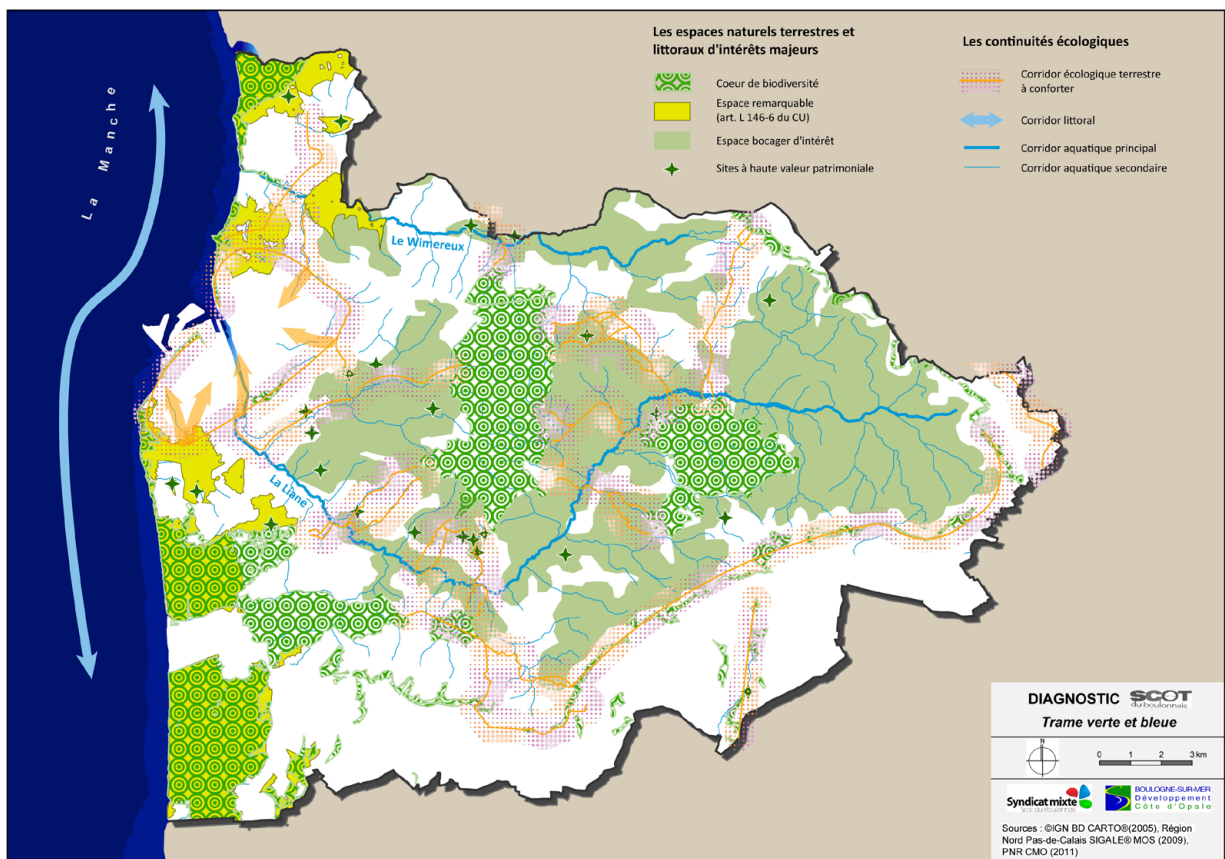 Les espaces naturels terrestres et
littoraux d'intérêts majeurs
Coeur de biodiversité
Espace remarquable
(art. L 146-6 du CU)
Espace bocager d'intérêt
Sites à haute valeur patrimoniale
Les continuités écologiques
Corridor écologique terrestre
à conforter
Corridor littoral
Corridor aquatique principal
Corridor aquatique secondaire
La Manche
Le Wimereux
La Liane
DIAGNOSTIC SCOT
du boulonnais
Trame verte et bleue
N
0 1 2 3 km
Syndicat mixte
Scot du Boulonnais
BOULOGNE-SUR-MER
Développement
Côte d'Opale
Sources : ©IGN BD CARTO®(2005), Région
Nord Pas-de-Calais SIGALE® MOS (2009),
PNR CMO (2011)